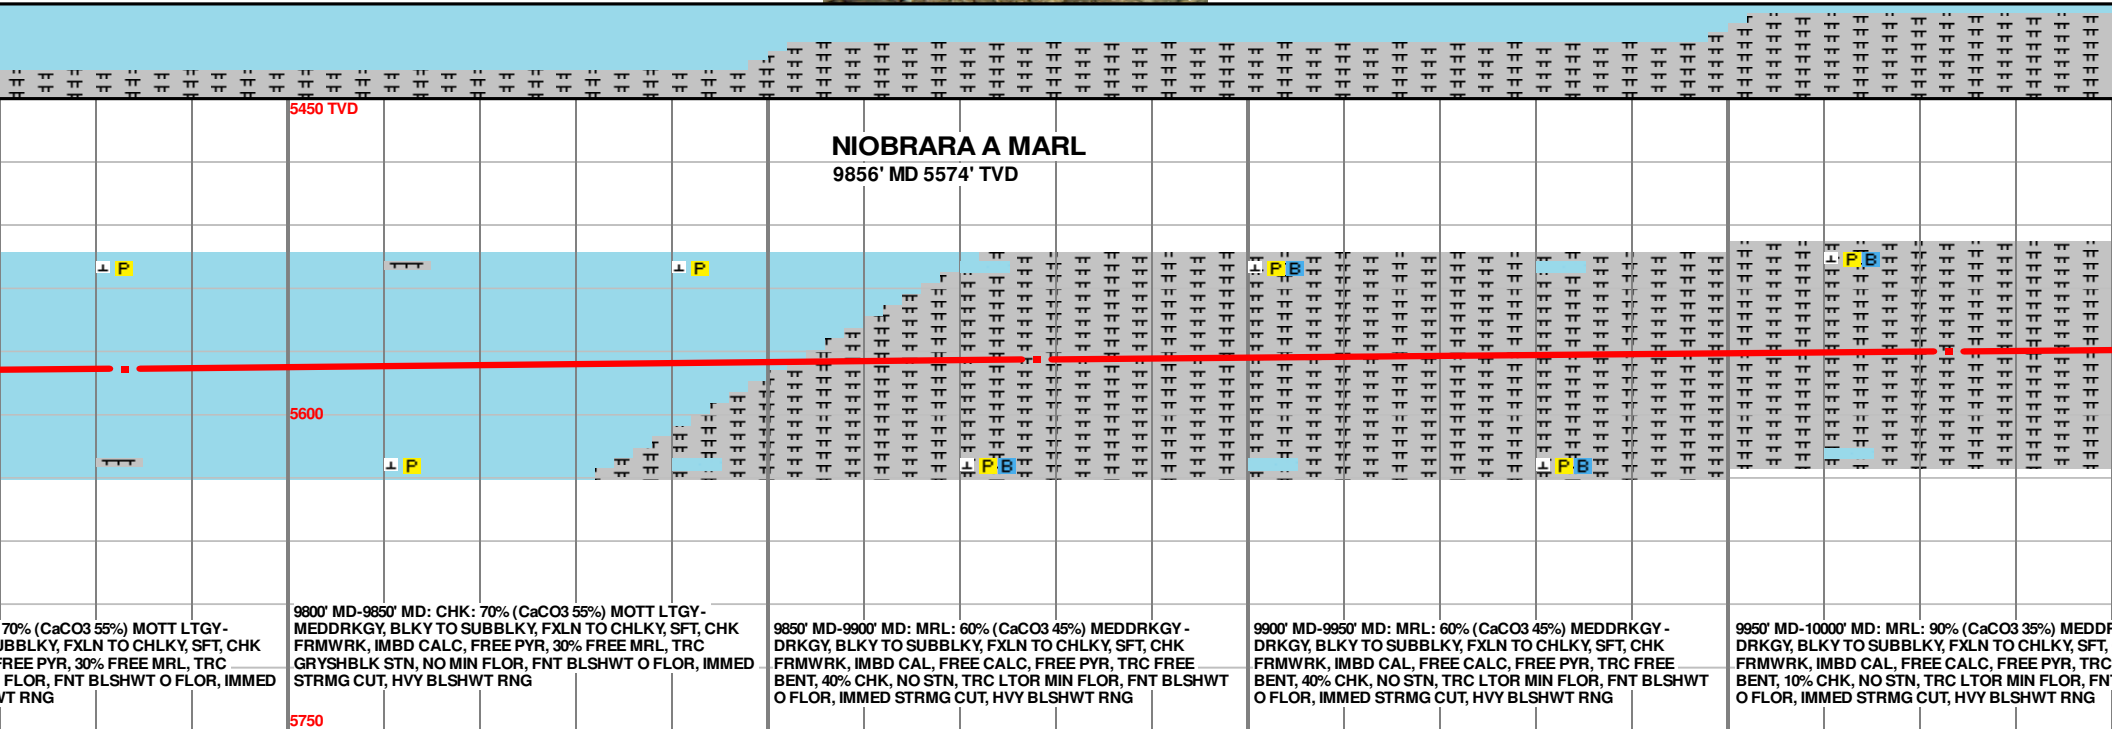 5450 TVD
NIOBRARA A MARL
9856' MD 5574' TVD
P
P
P B
P B
5600
P
P B
P B
70% (CaCO3 55%) MOTT LTGY-
UBBLKY, FXLN TO CHLKY, SFT, CHK
FREE PYR, 30% FREE MRL, TRC
FLOR, FNT BLSHWT O FLOR, IMMED
WT RNG
9800' MD-9850' MD: CHK: 70% (CaCO3 55%) MOTT LTGY-
MEDDRKGY, BLKY TO SUBBLKY, FXLN TO CHLKY, SFT, CHK
FRMWRK, IMBD CALC, FREE PYR, 30% FREE MRL, TRC
GRYSHBLK STN, NO MIN FLOR, FNT BLSHWT O FLOR, IMMED
STRMG CUT, HVY BLSHWT RNG
9850' MD-9900' MD: MRL: 60% (CaCO3 45%) MEDDRKGY -
DRKGY, BLKY TO SUBBLKY, FXLN TO CHLKY, SFT, CHK
FRMWRK, IMBD CAL, FREE CALC, FREE PYR, TRC FREE
BENT, 40% CHK, NO STN, TRC LTOR MIN FLOR, FNT BLSHWT
O FLOR, IMMED STRMG CUT, HVY BLSHWT RNG
9900' MD-9950' MD: MRL: 60% (CaCO3 45%) MEDDRKGY -
DRKGY, BLKY TO SUBBLKY, FXLN TO CHLKY, SFT, CHK
FRMWRK, IMBD CAL, FREE CALC, FREE PYR, TRC FREE
BENT, 40% CHK, NO STN, TRC LTOR MIN FLOR, FNT BLSHWT
O FLOR, IMMED STRMG CUT, HVY BLSHWT RNG
9950' MD-10000' MD: MRL: 90% (CaCO3 35%) MEDDR
DRKGY, BLKY TO SUBBLKY, FXLN TO CHLKY, SFT,
FRMWRK, IMBD CAL, FREE CALC, FREE PYR, TRC
BENT, 10% CHK, NO STN, TRC LTOR MIN FLOR, FNT
O FLOR, IMMED STRMG CUT, HVY BLSHWT RNG
5750